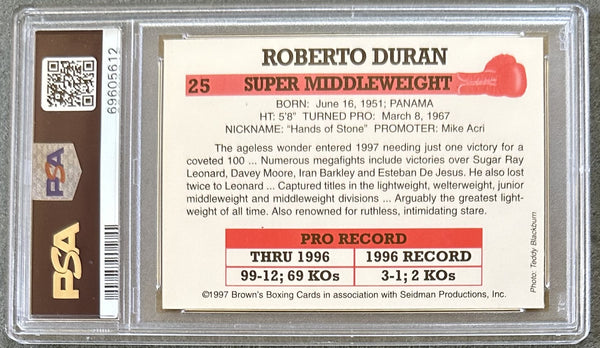 ROBERTO DURAN
25 SUPER MIDDLEWEIGHT
BORN: June 16, 1951; PANAMA
HT: 5'8" TURNED PRO: March 8, 1967
NICKNAME: "Hands of Stone" PROMOTER: Mike Acri
The ageless wonder entered 1997 needing just one victory for a
coveted 100 ... Numerous megafights include victories over Sugar Ray
Leonard, Davey Moore, Iran Barkley and Esteban De Jesus. He also lost
twice to Leonard ... Captured titles in the lightweight, welterweight, junior
middleweight and middleweight divisions ... Arguably the greatest light-
weight of all time. Also renowned for ruthless, intimidating stare.
PRO RECORD
THRU 1996 1996 RECORD
99-12; 69 KOs 3-1; 2 KOs
©1997 Brown's Boxing Cards in association with Seidman Productions, Inc.
Photo: Teddy Blackburn
69605612
PSA
PSA